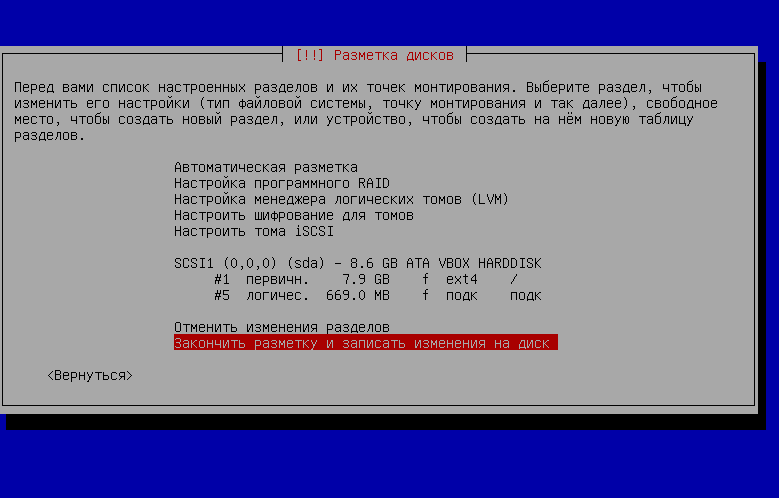 [!!] Разметка дисков
Перед вами список настроенных разделов и их точек монтирования. Выберите раздел, чтобы
изменить его настройки (тип файловой системы, точку монтирования и так далее), свободное
место, чтобы создать новый раздел, или устройство, чтобы создать на нём новую таблицу
разделов.
Автоматическая разметка
Настройка программного RAID
Настройка менеджера логических томов (LVM)
Настроить шифрование для томов
Настроить тома iSCSI
SCSI1 (0,0,0) (sda) - 8.6 GB ATA VBOX HARDDISK
#1 первичн. 7.9 GB f ext4 /
#5 логичес. 669.0 MB f подк подк
Отменить изменения разделов
Закончить разметку и записать изменения на диск
<Вернуться>